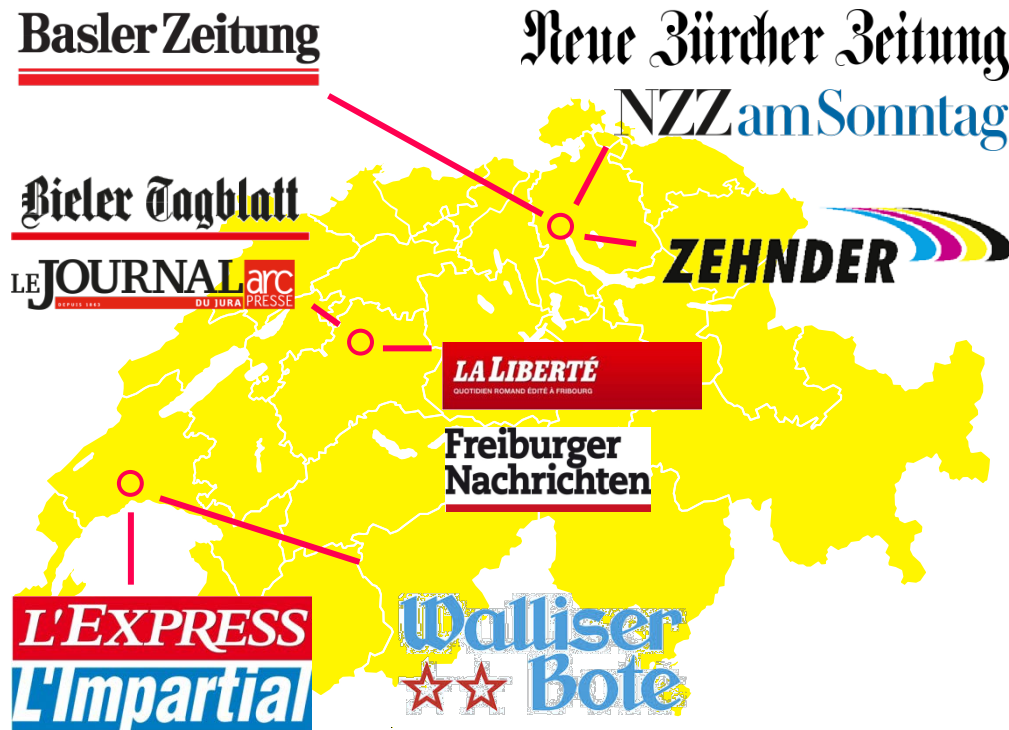 Basler Zeitung
Neue Zürcher Zeitung
NZZ am Sonntag
Bieler Tagblatt
LE JOURNAL arc
DEPUIS 1863 DU JURA PRESSE
ZEHNDER
LA LIBERTÉ
QUOTIDIEN ROMAND ÉDITÉ À FRIBOURG
Freiburger
Nachrichten
L'EXPRESS
L'Impartial
Walliser
Bote